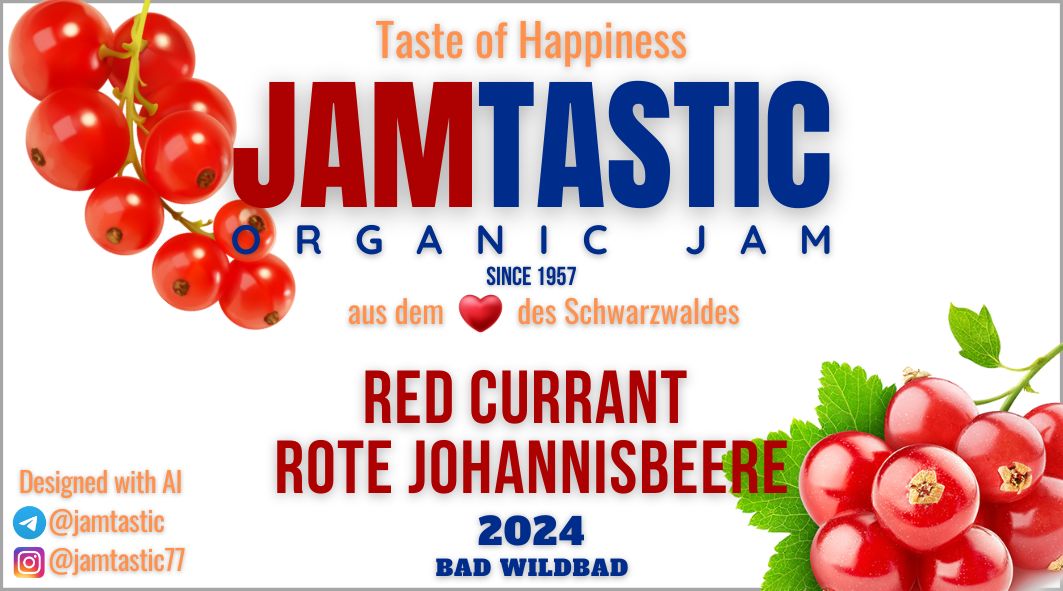 Taste of Happiness
JAMTASTIC
ORGANIC JAM
SINCE 1957
aus dem ❤️ des Schwarzwaldes
RED CURRANT
ROTE JOHANNISBEERE
2024
BAD WILDBAD
Designed with AI
@jamtastic
@jamtastic77